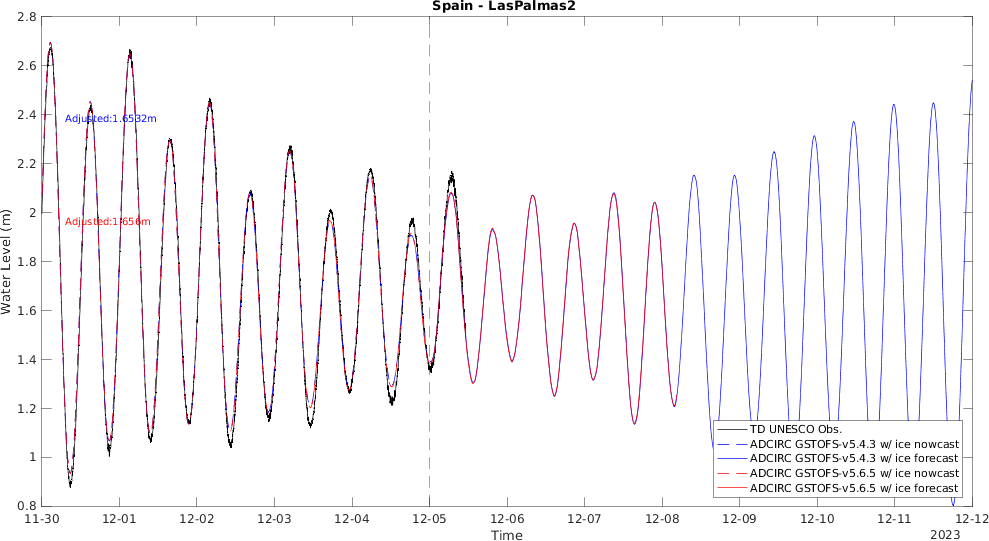 Spain - LasPalmas2
Water Level (m)
2.8
2.6
2.4
2.2
2
1.8
1.6
1.4
1.2
1
0.8
Adjusted:1.6532m
Adjusted:1.656m
TD UNESCO Obs.
ADCIRC GSTOFS-v5.4.3 w/ ice nowcast
ADCIRC GSTOFS-v5.4.3 w/ ice forecast
ADCIRC GSTOFS-v5.6.5 w/ ice nowcast
ADCIRC GSTOFS-v5.6.5 w/ ice forecast
11-30 12-01 12-02 12-03 12-04 12-05 12-06 12-07 12-08 12-09 12-10 12-11 12-12
Time
2023